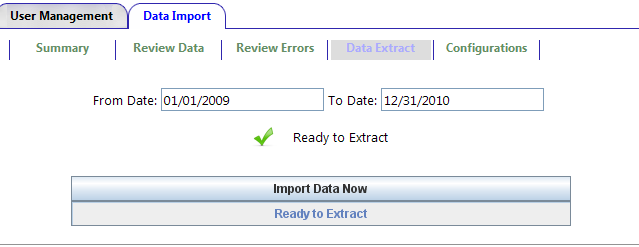 User Management Data Import
Summary Review Data Review Errors Data Extract Configurations
From Date: 01/01/2009 To Date: 12/31/2010
Ready to Extract
Import Data Now
Ready to Extract